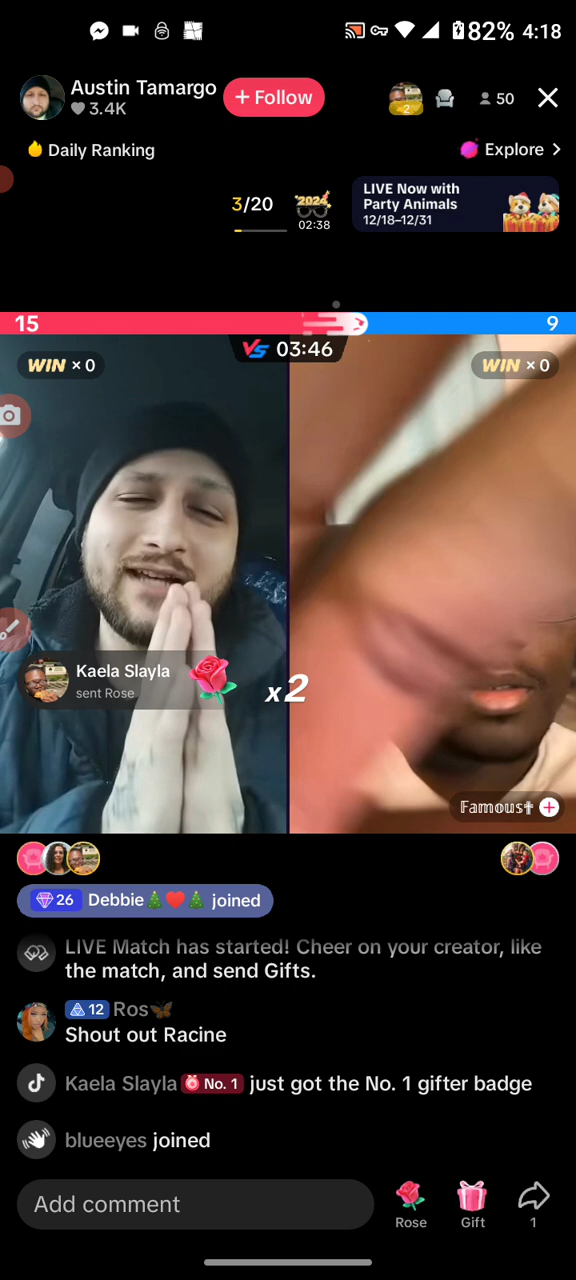 82% 4:18
Austin Tamargo
+ Follow
3.4K
2
50
Daily Ranking
Explore >
3/20
2024
02:38
LIVE Now with
Party Animals
12/18–12/31
15
9
VS 03:46
WIN × 0
WIN × 0
Kaela Slayla
sent Rose
x2
𝔽𝕒𝕞𝕠𝕦𝕤✝
26 Debbie🎄♥️🎄 joined
LIVE Match has started! Cheer on your creator, like
the match, and send Gifts.
12 Ros🦋
Shout out Racine
Kaela Slayla No. 1 just got the No. 1 gifter badge
blueeyes joined
Add comment
Rose
Gift
1